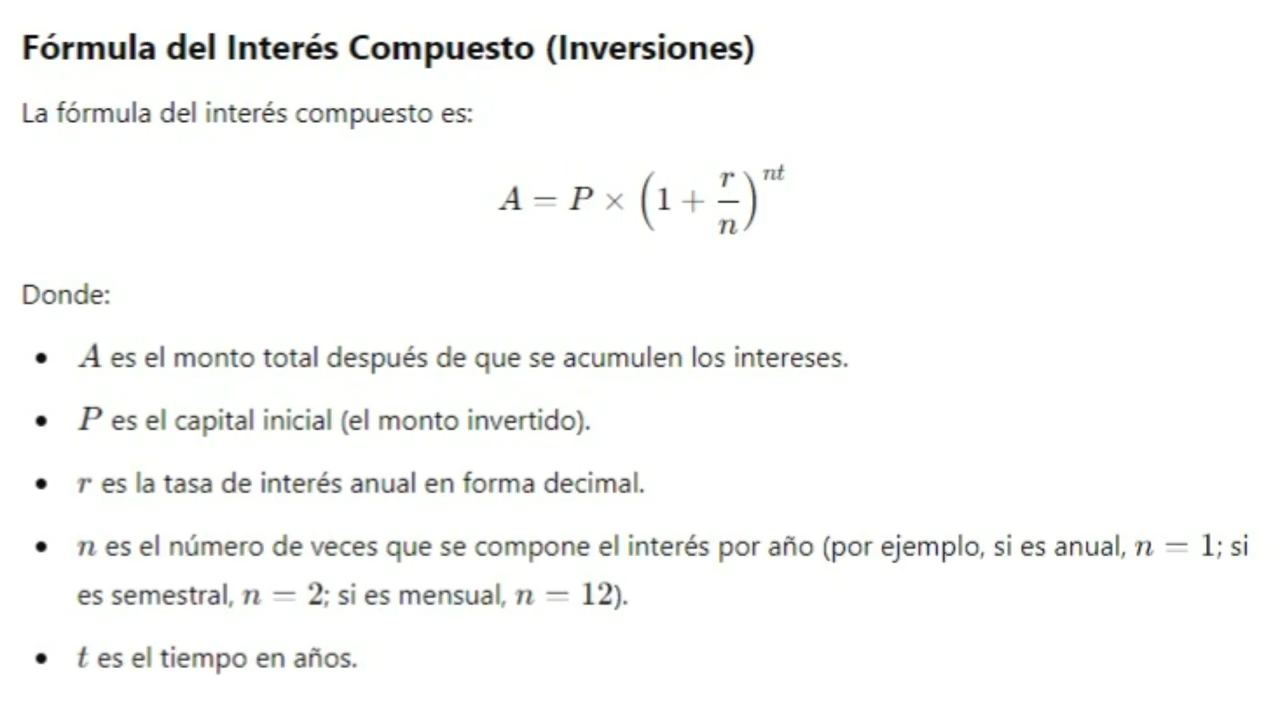 Fórmula del Interés Compuesto (Inversiones)
La fórmula del interés compuesto es:
A = P × (1 + r/n)^nt
Donde:
• A es el monto total después de que se acumulen los intereses.
• P es el capital inicial (el monto invertido).
• r es la tasa de interés anual en forma decimal.
• n es el número de veces que se compone el interés por año (por ejemplo, si es anual, n = 1; si
es semestral, n = 2; si es mensual, n = 12).
• t es el tiempo en años.